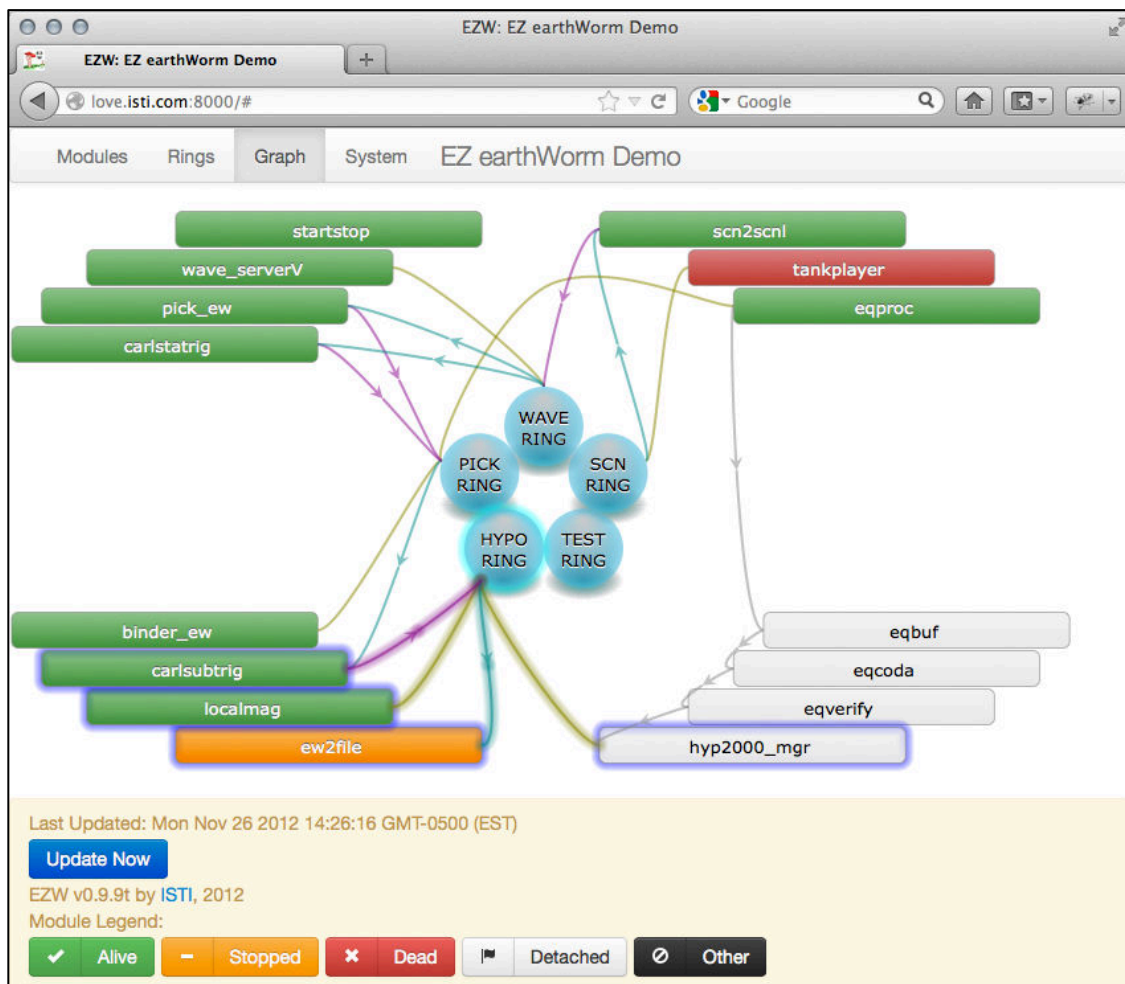 EZW: EZ earthWorm Demo
EZW: EZ earthWorm Demo
love.isti.com:8000/#
Google
Modules
Rings
Graph
System
EZ earthWorm Demo
startstop
scn2scnl
wave_serverV
tankplayer
pick_ew
eqproc
carlstatrig
WAVE
RING
PICK
RING
SCN
RING
HYPO
RING
TEST
RING
binder_ew
eqbuf
carlsubtrig
eqcoda
localmag
eqverify
ew2file
hyp2000_mgr
Last Updated: Mon Nov 26 2012 14:26:16 GMT-0500 (EST)
Update Now
EZW v0.9.9t by ISTI, 2012
Module Legend:
Alive
Stopped
Dead
Detached
Other